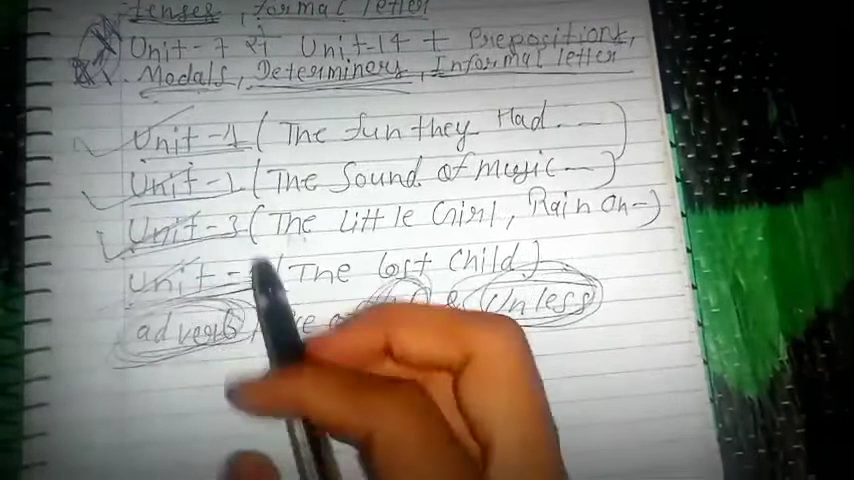 tenses, formal letter
Unit-7 से Unit-14 + Prepositions,
Modals, Determiners, Informal letter
Unit-1 (The fun they Had ---
Unit-2 (The Sound of music --)
Unit-3 (The Little Girl, Rain on-)
Unit- (The lost child)
adverb & Unless